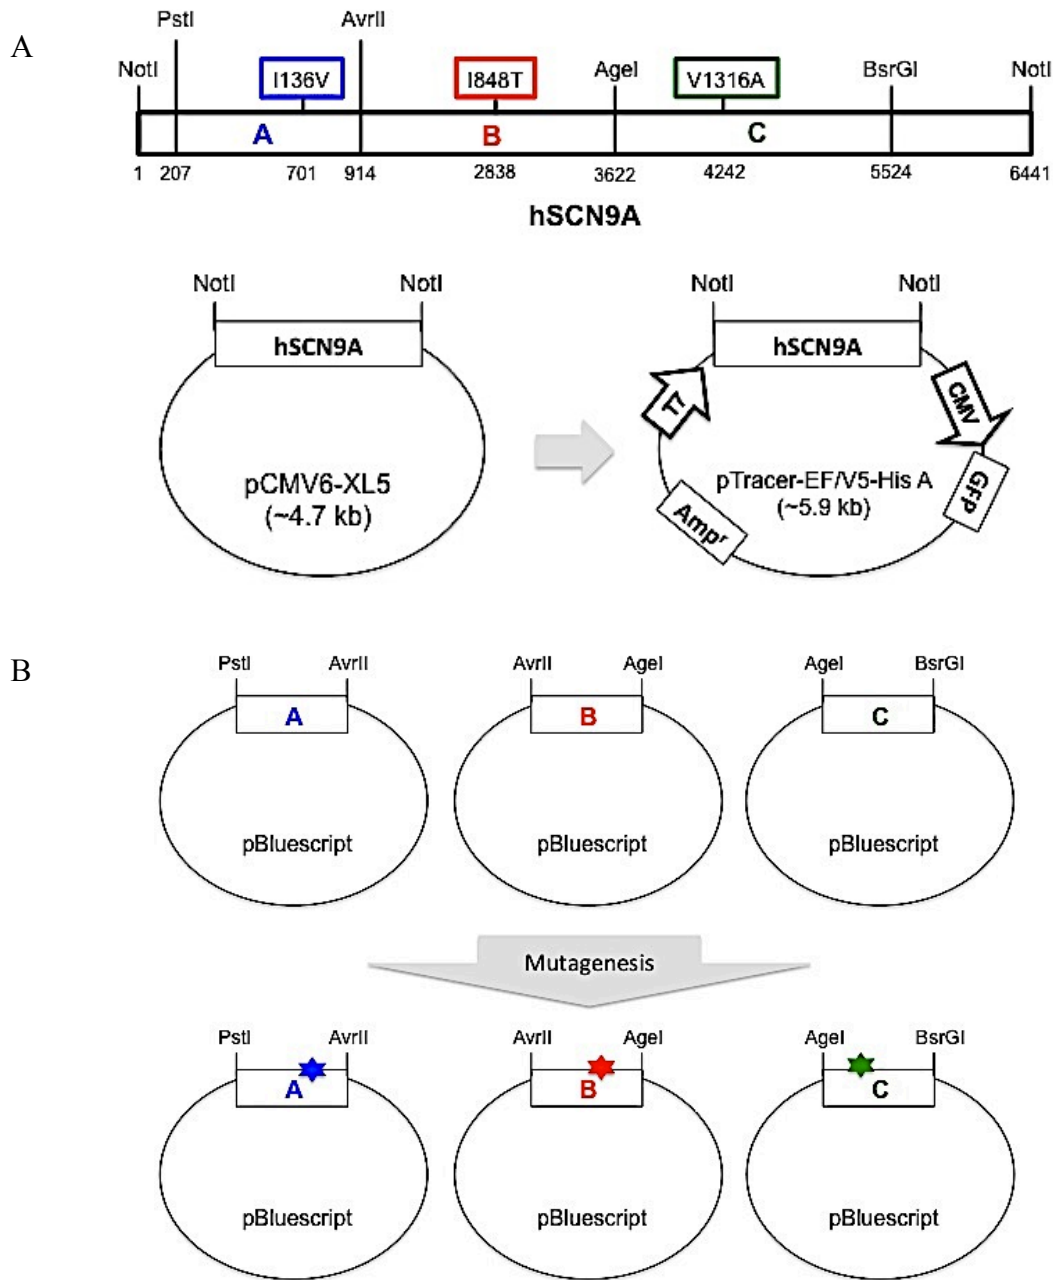 A
PstI AvrII
NotI I136V I848T AgeI V1316A BsrGI NotI
A B C
1 207 701 914 2838 3622 4242 5524 6441
hSCN9A
NotI NotI NotI NotI
hSCN9A hSCN9A
T7 CMV
pCMV6-XL5 pTracer-EF/V5-His A
(~4.7 kb) (~5.9 kb)
Ampʳ GFP
B
PstI AvrII AvrII AgeI AgeI BsrGI
A B C
pBluescript pBluescript pBluescript
Mutagenesis
PstI AvrII AvrII AgeI AgeI BsrGI
A B C
pBluescript pBluescript pBluescript